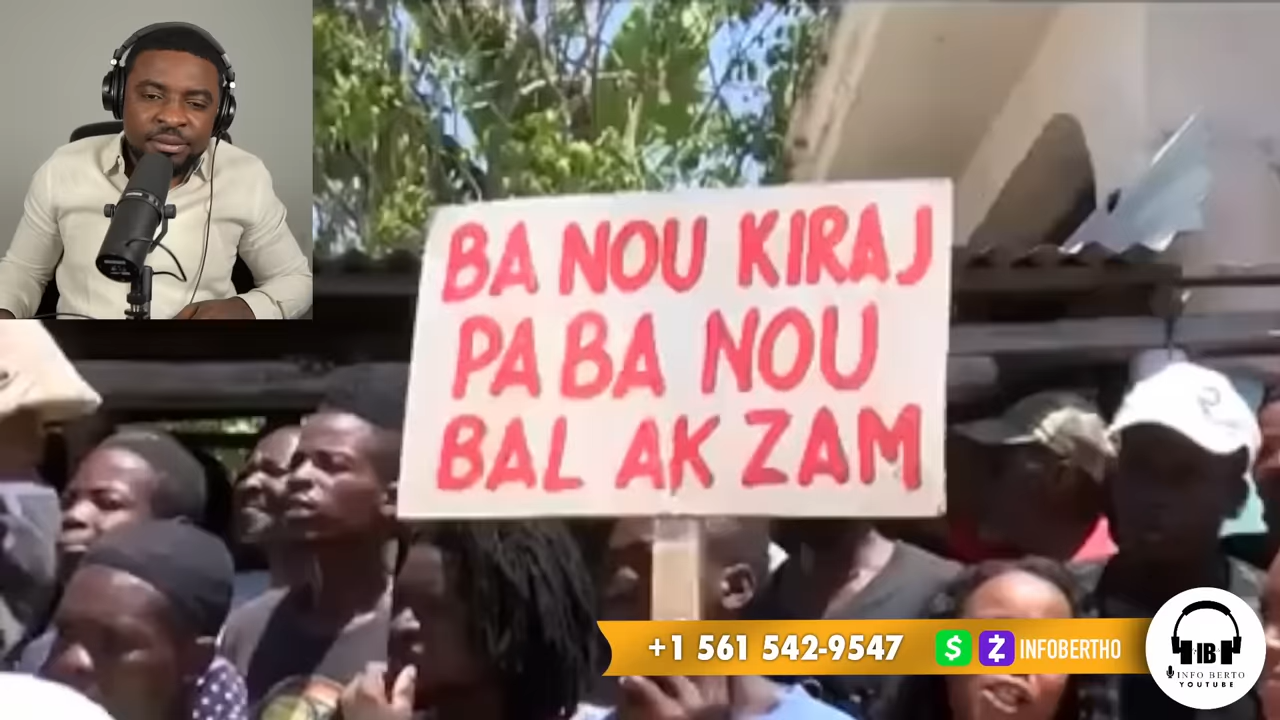 BA NOU KIRAJ
PA BA NOU
BAL AK ZAM
+1 561 542-9547
INFOBERTHO
IB
INFO BERTO
YOUTUBE